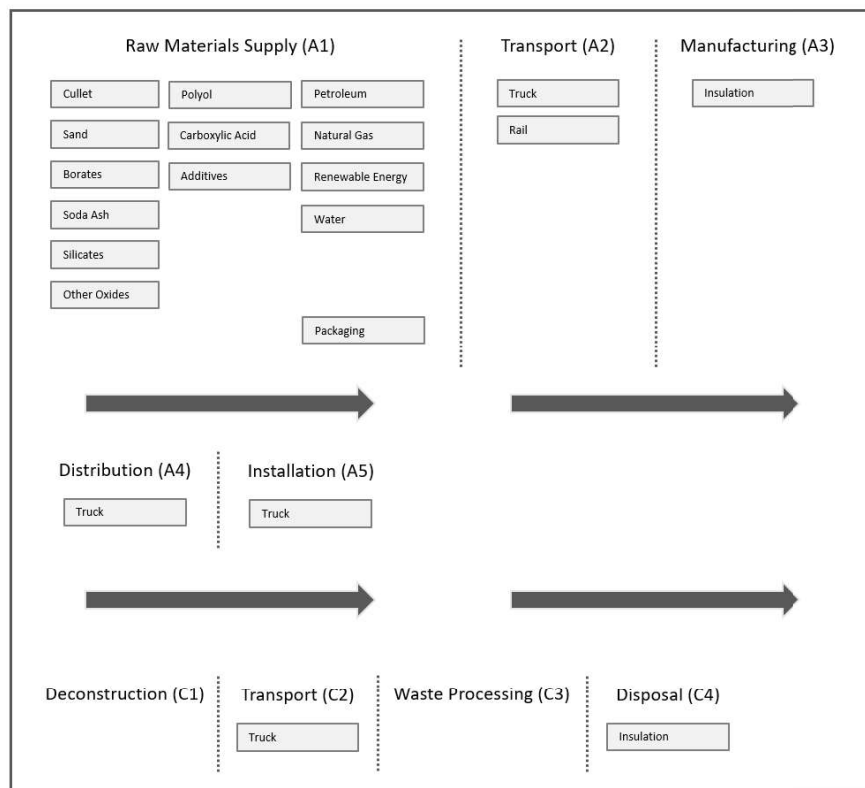 Raw Materials Supply (A1)
Transport (A2)
Manufacturing (A3)
Cullet
Polyol
Petroleum
Truck
Insulation
Sand
Carboxylic Acid
Natural Gas
Rail
Borates
Additives
Renewable Energy
Soda Ash
Water
Silicates
Other Oxides
Packaging
Distribution (A4)
Installation (A5)
Truck
Truck
Deconstruction (C1)
Transport (C2)
Waste Processing (C3)
Disposal (C4)
Truck
Insulation